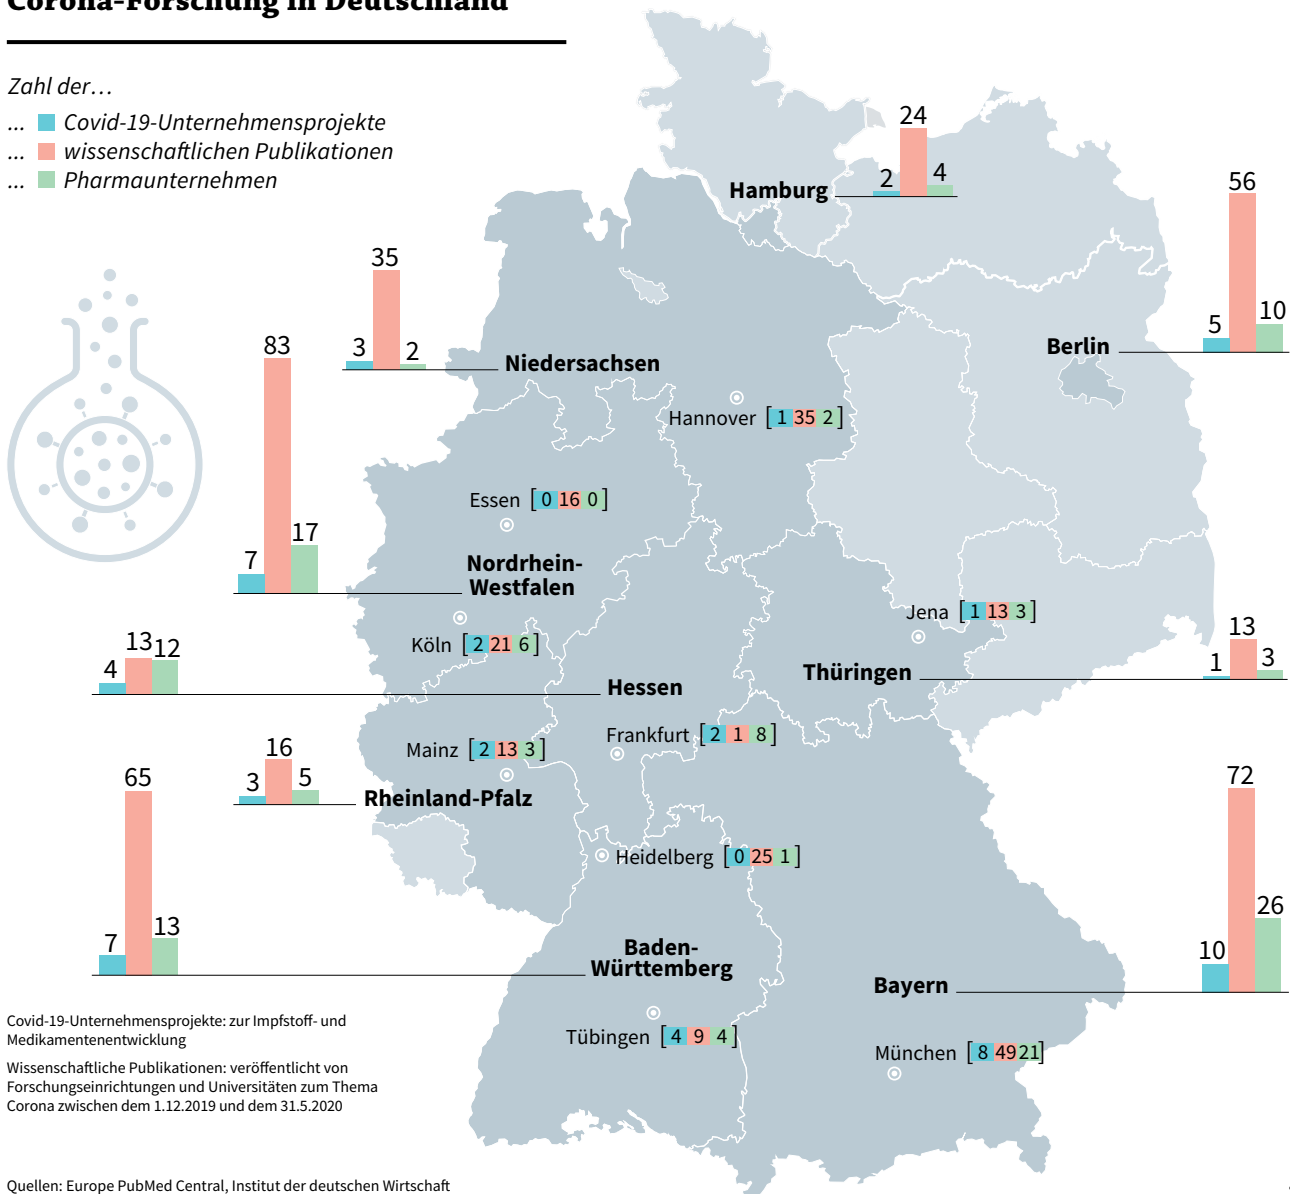 Corona-Forschung in Deutschland
Zahl der…
... Covid-19-Unternehmensprojekte
... wissenschaftlichen Publikationen
... Pharmaunternehmen
Hamburg
2 24 4
Berlin
5 56 10
Niedersachsen
3 35 2
Hannover [1 35 2]
Nordrhein-
Westfalen
7 83 17
Essen [0 16 0]
Köln [2 21 6]
Jena [1 13 3]
Thüringen
1 13 3
Hessen
4 13 12
Frankfurt [2 1 8]
Mainz [2 13 3]
Rheinland-Pfalz
3 16 5
Heidelberg [0 25 1]
Baden-
Württemberg
7 65 13
Tübingen [4 9 4]
Bayern
10 72 26
München [8 49 21]
Covid-19-Unternehmensprojekte: zur Impfstoff- und
Medikamentenentwicklung
Wissenschaftliche Publikationen: veröffentlicht von
Forschungseinrichtungen und Universitäten zum Thema
Corona zwischen dem 1.12.2019 und dem 31.5.2020
Quellen: Europe PubMed Central, Institut der deutschen Wirtschaft